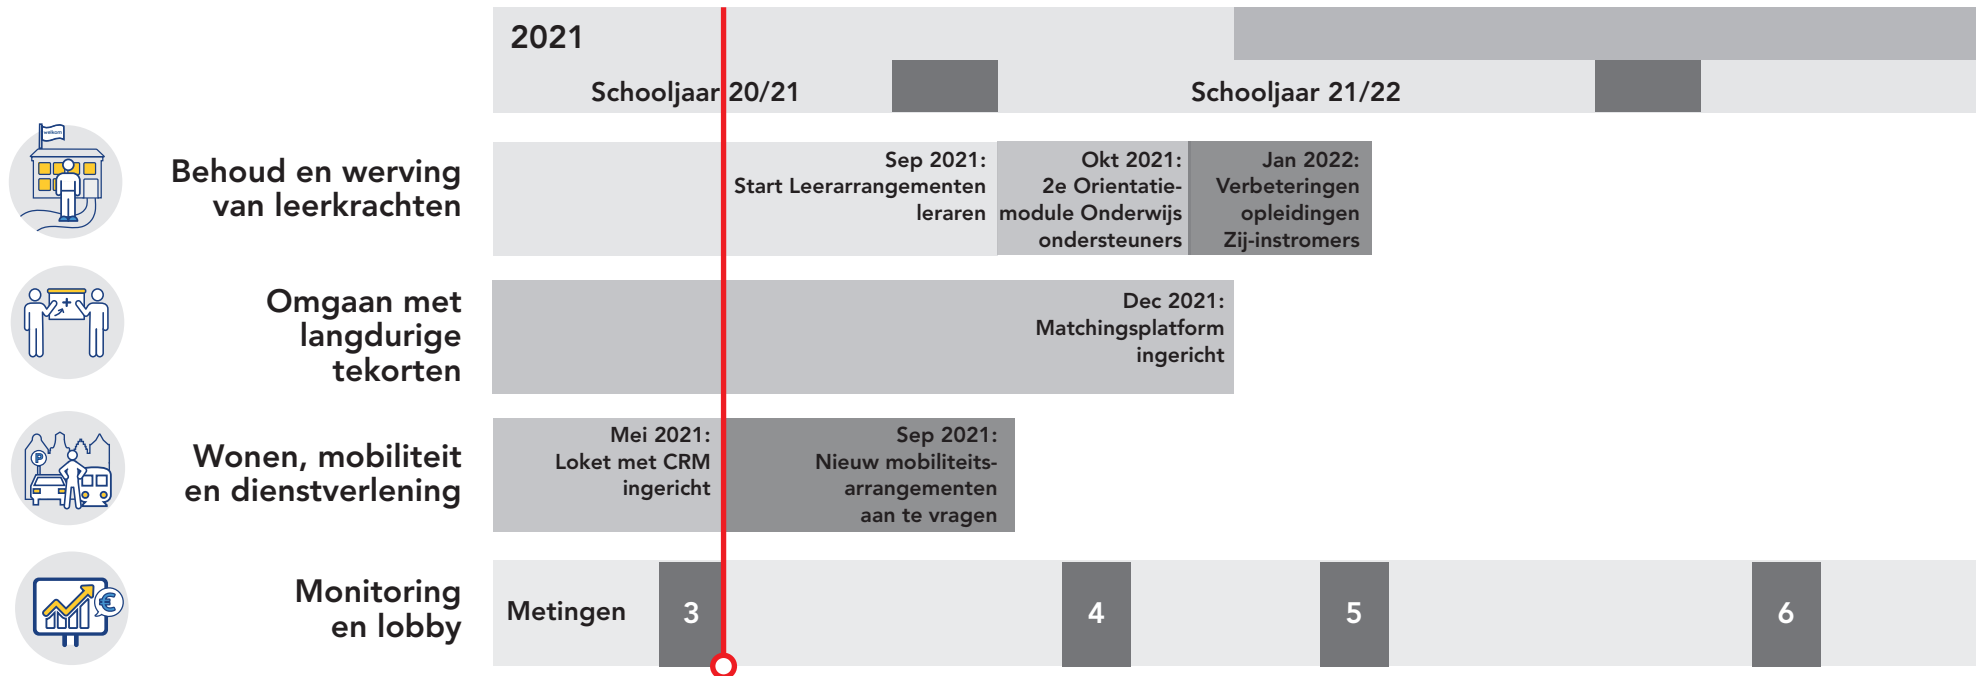 2021
Schooljaar 20/21
Schooljaar 21/22
welkom
Behoud en werving
van leerkrachten
Sep 2021:
Start Leerarrangementen
leraren
Okt 2021:
2e Orientatie-
module Onderwijs
ondersteuners
Jan 2022:
Verbeteringen
opleidingen
Zij-instromers
Omgaan met
langdurige
tekorten
Dec 2021:
Matchingsplatform
ingericht
P
Wonen, mobiliteit
en dienstverlening
Mei 2021:
Loket met CRM
ingericht
Sep 2021:
Nieuw mobiliteits-
arrangementen
aan te vragen
€
Monitoring
en lobby
Metingen
3
4
5
6